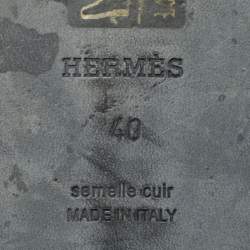 HERMÈS
40
semelle cuir
MADE IN ITALY